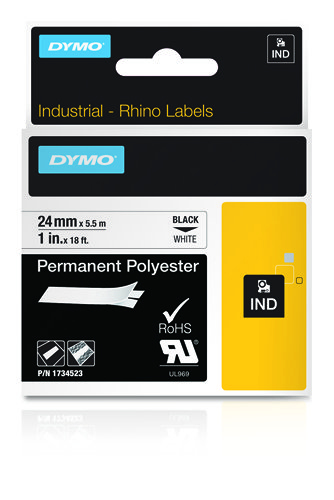 DYMO
IND
Industrial - Rhino Labels
DYMO
24mm x 5.5 m
1 in. x 18 ft.
BLACK
WHITE
Permanent Polyester
IND
RoHS
UL969
P/N 1734523